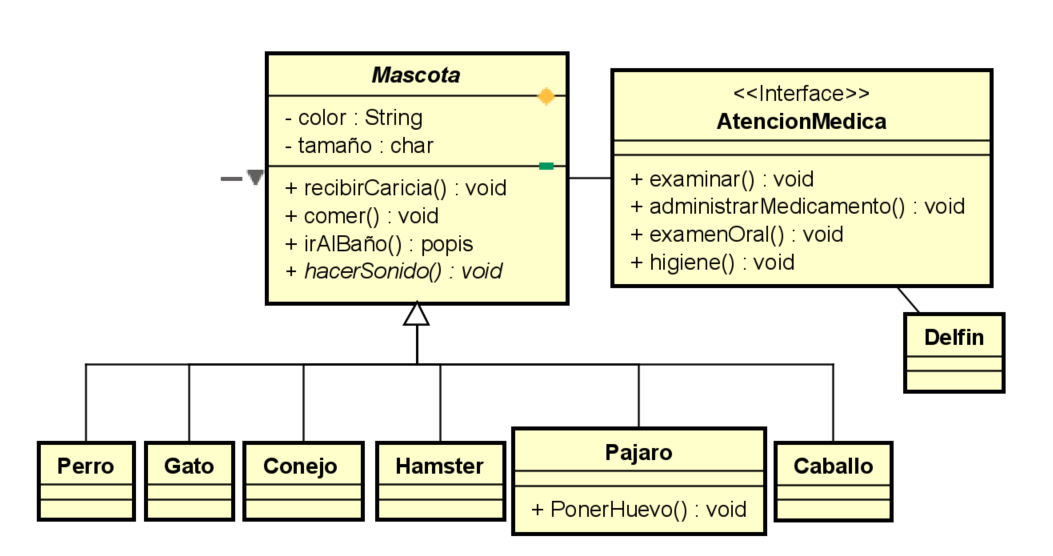 Mascota
- color : String
- tamaño : char
+ recibirCaricia() : void
+ comer() : void
+ irAlBaño() : popis
+ hacerSonido() : void
<<Interface>>
AtencionMedica
+ examinar() : void
+ administrarMedicamento() : void
+ examenOral() : void
+ higiene() : void
Delfin
Perro
Gato
Conejo
Hamster
Pajaro
+ PonerHuevo() : void
Caballo